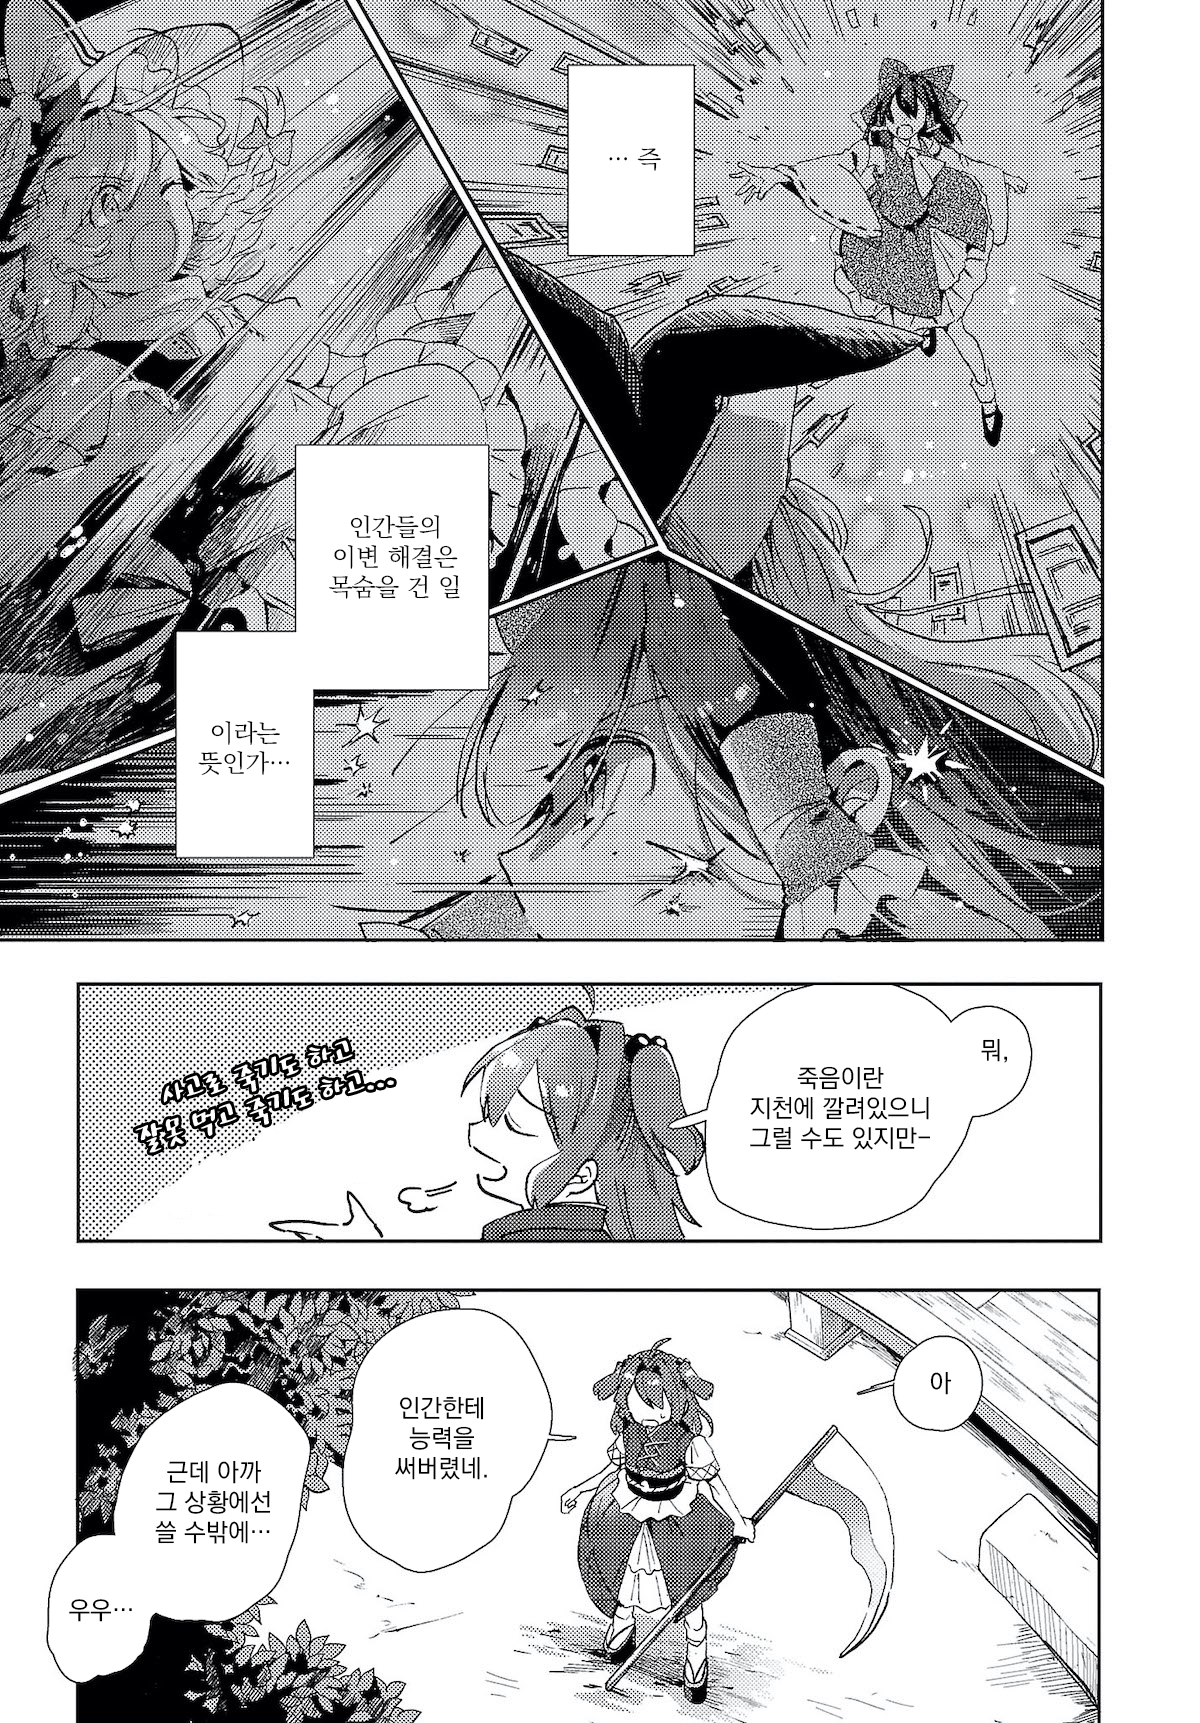 … 즉
인간들의
이변 해결은
목숨을 건 일
이라는
뜻인가…
뭐,
죽음이란
지천에 깔려있으니
그럴 수도 있지만-
사고로 죽기도 하고
잘못 먹고 죽기도 하고…
아
인간한테
능력을
써버렸네.
근데 아까
그 상황에선
쓸 수밖에…
우우…